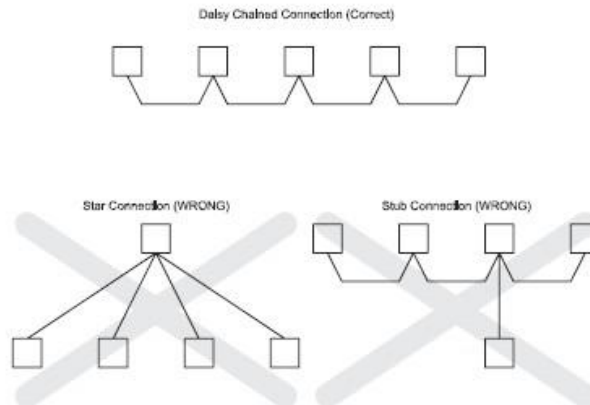 Daisy Chained Connection (Correct)
Star Connection (WRONG)
Stub Connection (WRONG)